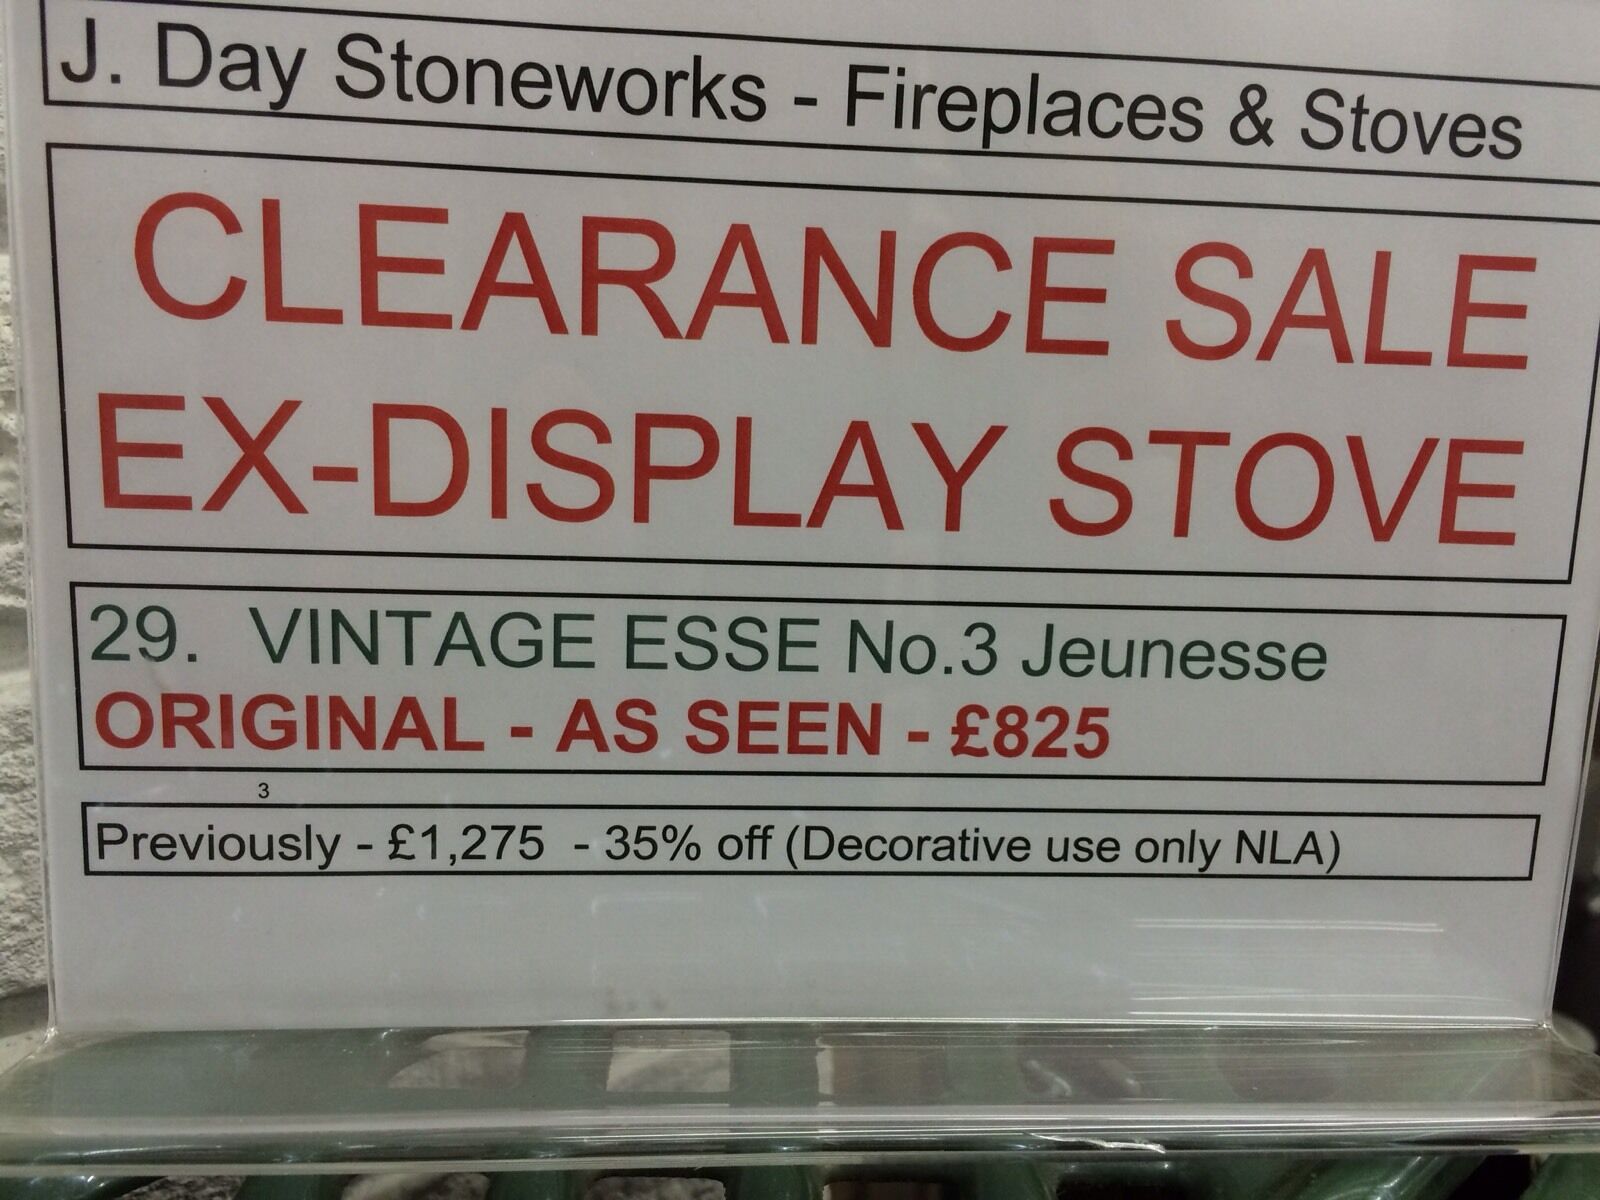 J. Day Stoneworks - Fireplaces & Stoves
CLEARANCE SALE
EX-DISPLAY STOVE
29. VINTAGE ESSE No.3 Jeunesse
ORIGINAL - AS SEEN - £825
3
Previously - £1,275 - 35% off (Decorative use only NLA)